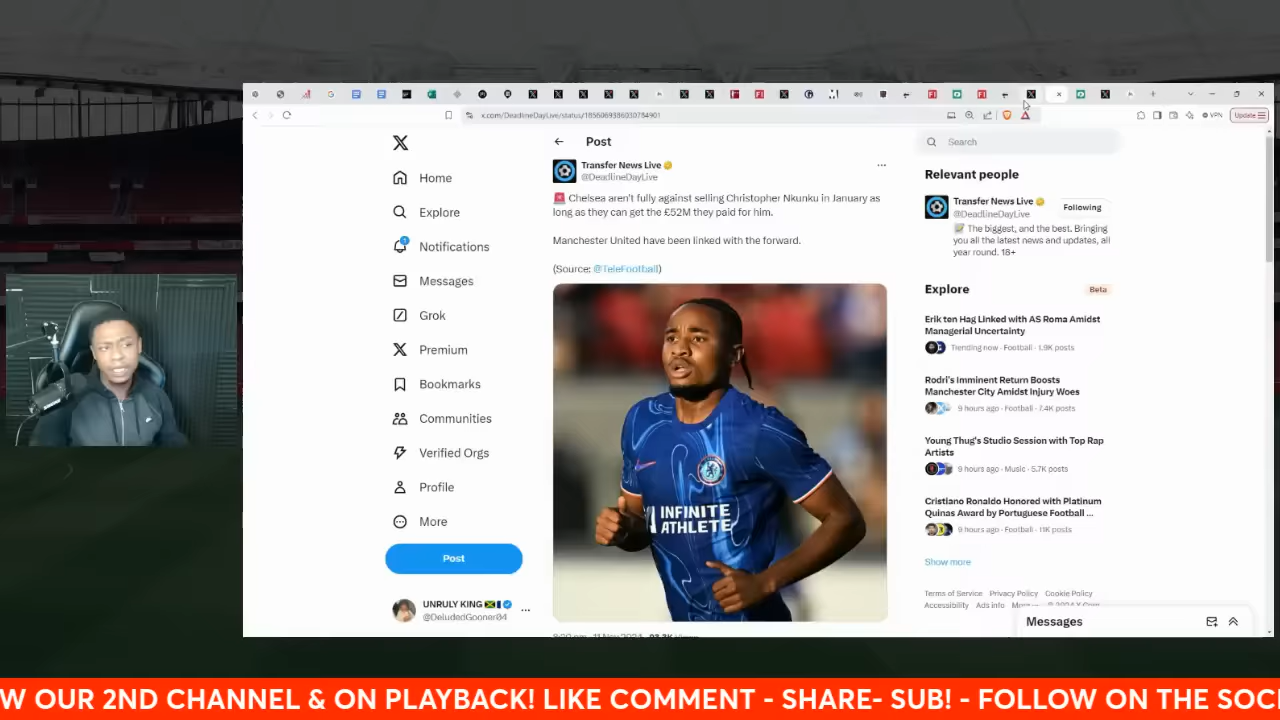 x.com/DeadlineDayLive/status/1856069386030784901
VPN
Update
Home
Explore
Notifications
Messages
Grok
Premium
Bookmarks
Communities
Verified Orgs
Profile
More
Post
UNRULY KING
@DeludedGooner04
Post
Transfer News Live
@DeadlineDayLive
Chelsea aren't fully against selling Christopher Nkunku in January as
long as they can get the £52M they paid for him.
Manchester United have been linked with the forward.
(Source: @TeleFootball)
INFINITE
ATHLETE
Search
Relevant people
Transfer News Live
@DeadlineDayLive
Following
The biggest, and the best. Bringing
you all the latest news and updates, all
year round. 18+
Explore
Beta
Erik ten Hag Linked with AS Roma Amidst
Managerial Uncertainty
Trending now · Football · 1.9K posts
Rodri's Imminent Return Boosts
Manchester City Amidst Injury Woes
9 hours ago · Football · 7.4K posts
Young Thug's Studio Session with Top Rap
Artists
9 hours ago · Music · 5.7K posts
Cristiano Ronaldo Honored with Platinum
Quinas Award by Portuguese Football ...
9 hours ago · Football · 11K posts
Show more
Terms of Service Privacy Policy Cookie Policy
Accessibility Ads info
Messages
W OUR 2ND CHANNEL & ON PLAYBACK! LIKE COMMENT - SHARE- SUB! - FOLLOW ON THE SOC